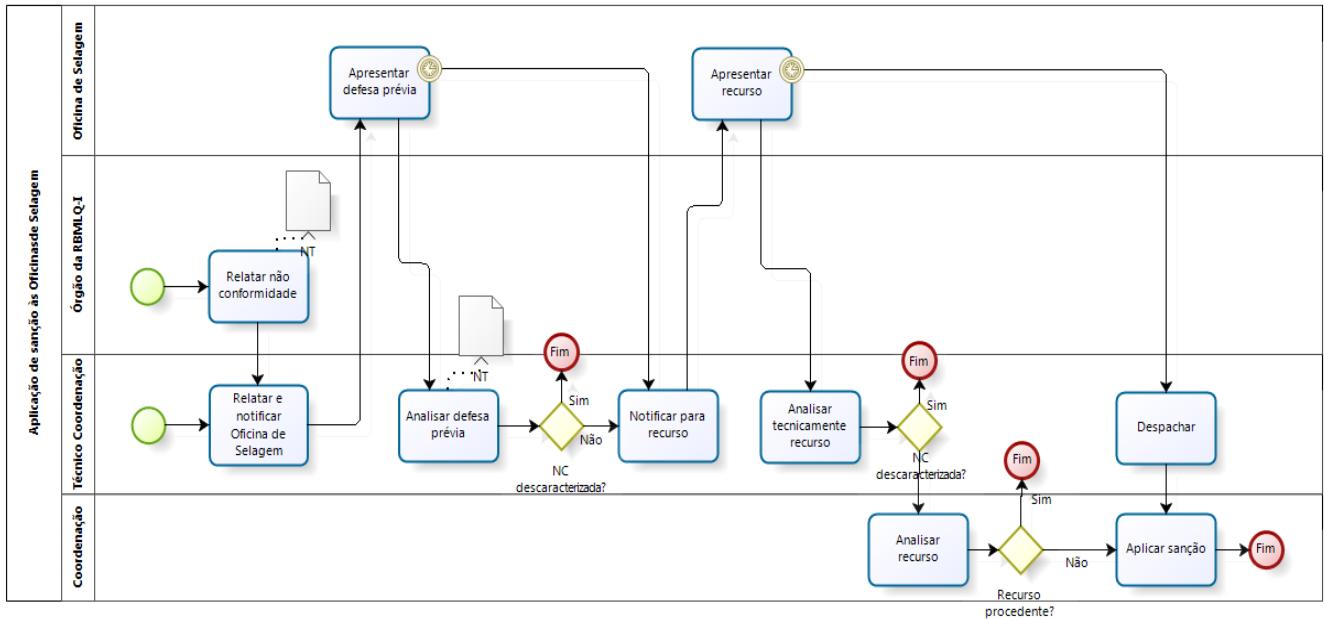 Aplicação de sanção às Oficinasde Selagem
Oficina de Selagem
Apresentar
defesa prévia
Apresentar
recurso
Órgão da RBMLQ-I
NT
Relatar não
conformidade
Técnico Coordenação
Relatar e
notificar
Oficina de
Selagem
NT
Analisar defesa
prévia
Fim
Sim
Não
NC
descaracterizada?
Notificar para
recurso
Analisar
tecnicamente
recurso
Fim
Sim
NC
descaracterizada?
Despachar
Coordenação
Analisar
recurso
Fim
Sim
Não
Recurso
procedente?
Aplicar sanção
Fim